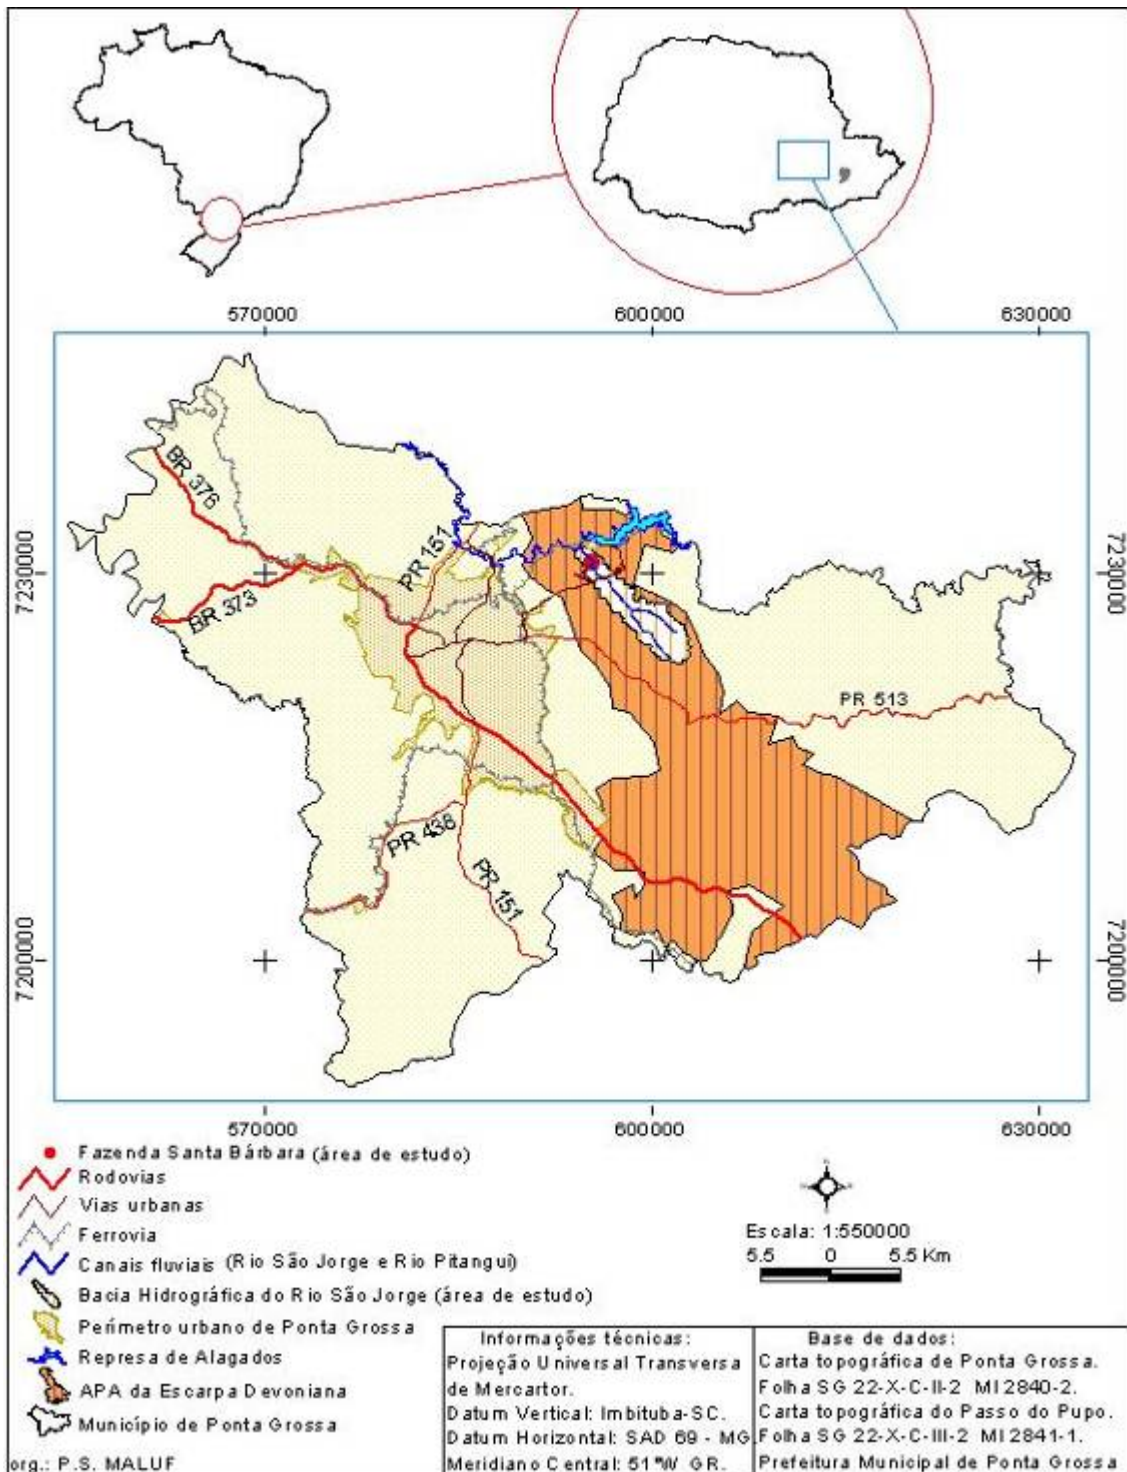 570000
600000
630000
BR 376
PR 151
7230000
7230000
BR 373
PR 513
PR 438
PR 151
7200000
7200000
570000
600000
630000
Fazenda Santa Bárbara (área de estudo)
Rodovias
Vias urbanas
Ferrovia
Canais fluviais (Rio São Jorge e Rio Pitangui)
Bacia Hidrográfica do Rio São Jorge (área de estudo)
Perímetro urbano de Ponta Grossa
Represa de Alagados
APA da Escarpa Devoniana
Município de Ponta Grossa
org.: P.S. MALUF
Escala: 1:550000
5.5 0 5.5 Km
Informações técnicas:
Projeção Universal Transversa
de Mercartor.
Datum Vertical: Imbituba-SC.
Datum Horizontal: SAD 69 - MG
Meridiano Central: 51°W GR.
Base de dados:
Carta topográfica de Ponta Grossa.
Folha SG 22-X-C-II-2 MI 2840-2.
Carta topográfica do Passo do Pupo.
Folha SG 22-X-C-III-2 MI 2841-1.
Prefeitura Municipal de Ponta Grossa